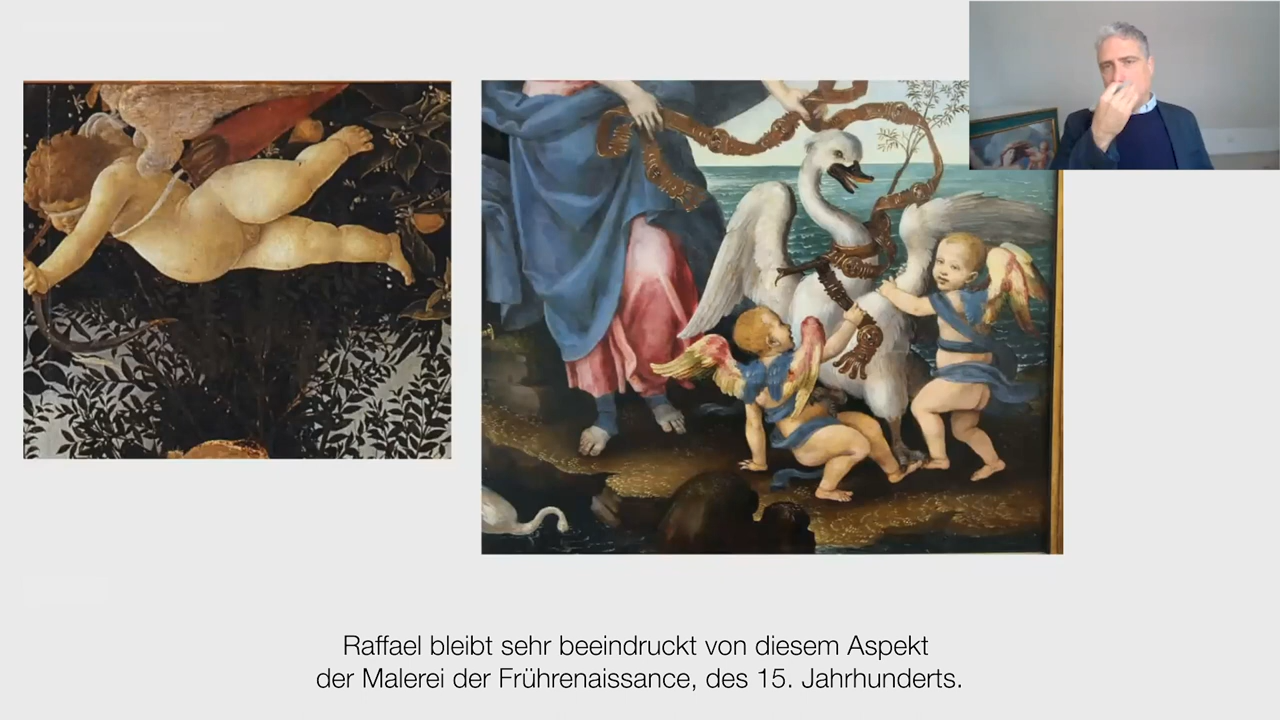 Raffael bleibt sehr beeindruckt von diesem Aspekt
der Malerei der Frührenaissance, des 15. Jahrhunderts.